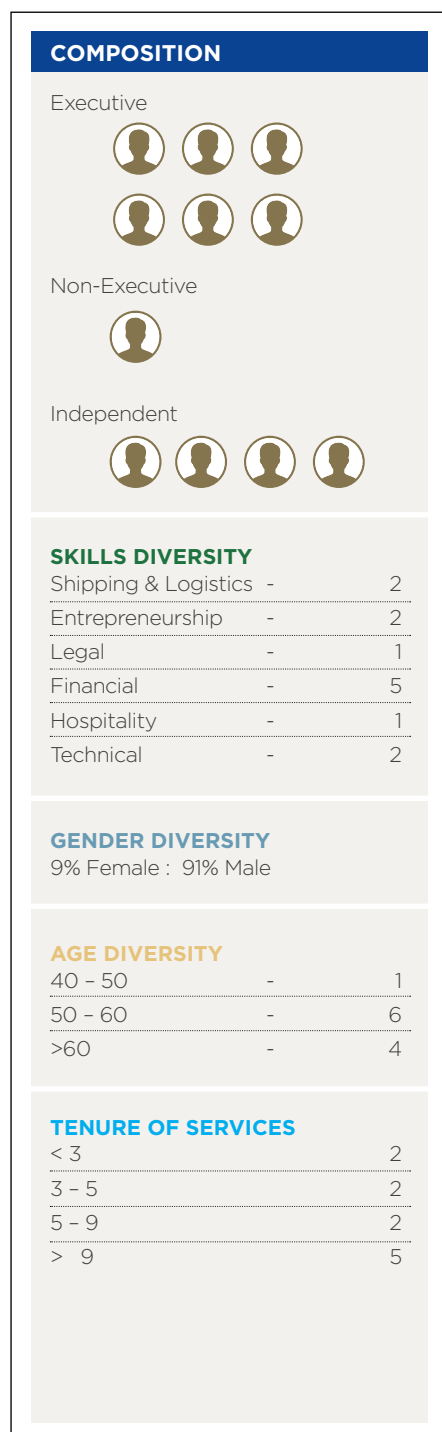 COMPOSITION
Executive
Non-Executive
Independent
SKILLS DIVERSITY
Shipping & Logistics - 2
Entrepreneurship - 2
Legal - 1
Financial - 5
Hospitality - 1
Technical - 2
GENDER DIVERSITY
9% Female : 91% Male
AGE DIVERSITY
40 – 50 - 1
50 – 60 - 6
>60 - 4
TENURE OF SERVICES
< 3 2
3 – 5 2
5 – 9 2
> 9 5